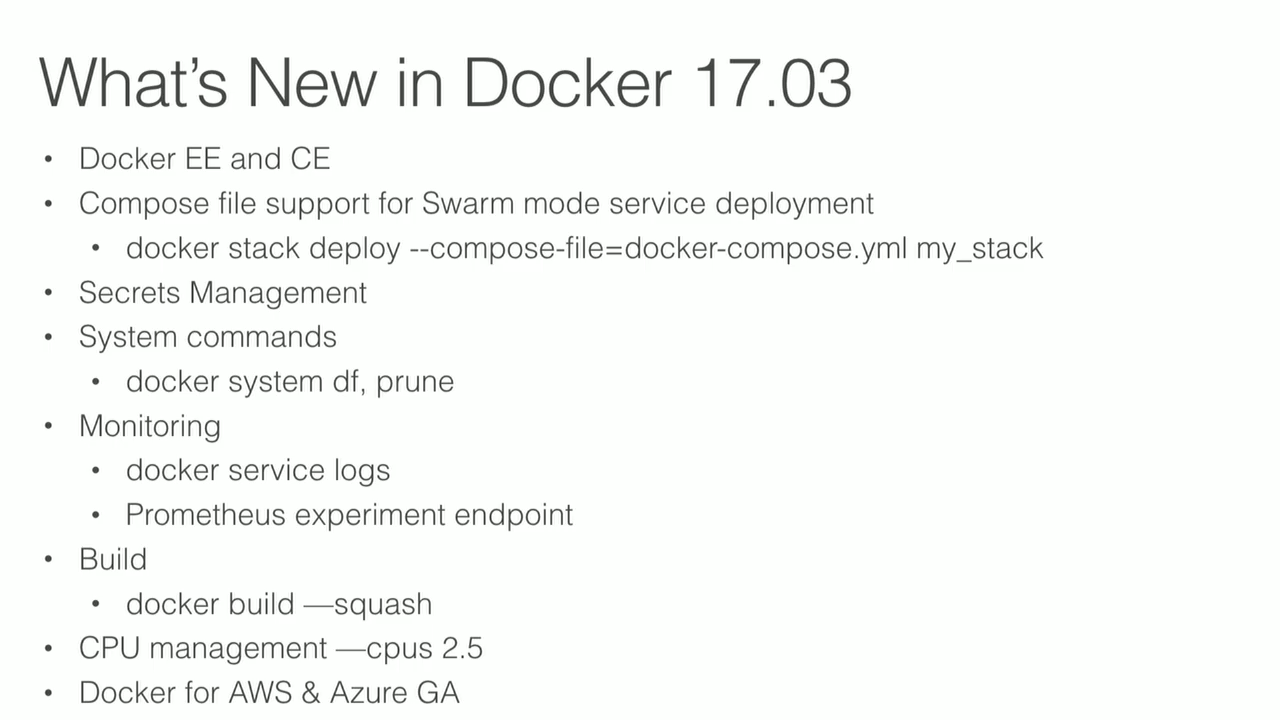 What’s New in Docker 17.03
• Docker EE and CE
• Compose file support for Swarm mode service deployment
• docker stack deploy --compose-file=docker-compose.yml my_stack
• Secrets Management
• System commands
• docker system df, prune
• Monitoring
• docker service logs
• Prometheus experiment endpoint
• Build
• docker build —squash
• CPU management —cpus 2.5
• Docker for AWS & Azure GA